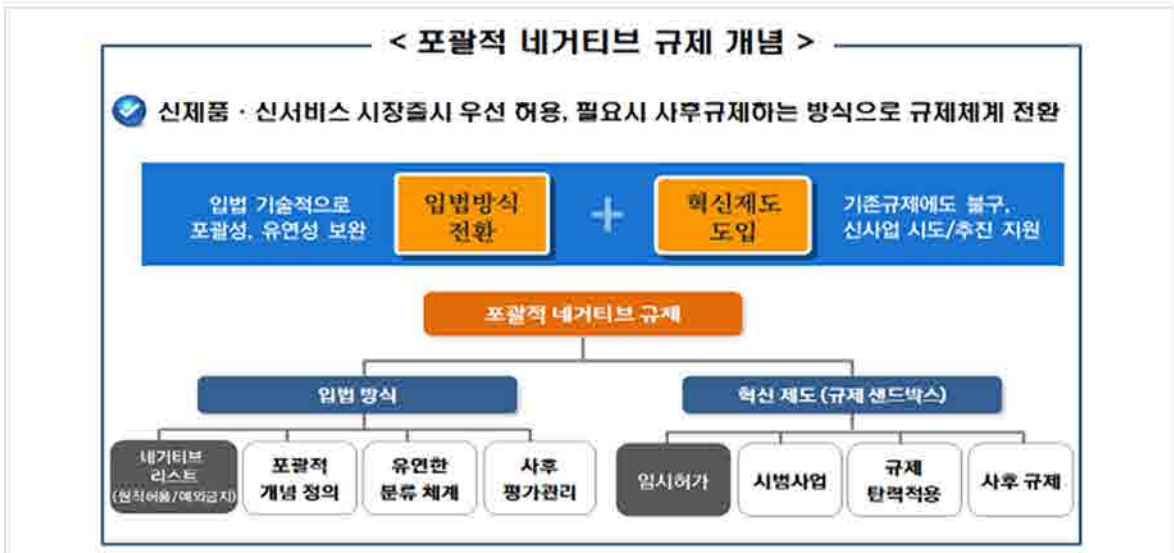 < 포괄적 네거티브 규제 개념 >
신제품 · 신서비스 시장출시 우선 허용, 필요시 사후규제하는 방식으로 규제체계 전환
입법 기술적으로
포괄성, 유연성 보완
입법방식
전환
+
혁신제도
도입
기존규제에도 불구,
신사업 시도/추진 지원
포괄적 네거티브 규제
입법 방식
혁신 제도 (규제 샌드박스)
네거티브
리스트
(원칙허용/예외금지)
포괄적
개념 정의
유연한
분류 체계
사후
평가관리
임시허가
시범사업
규제
탄력적용
사후 규제